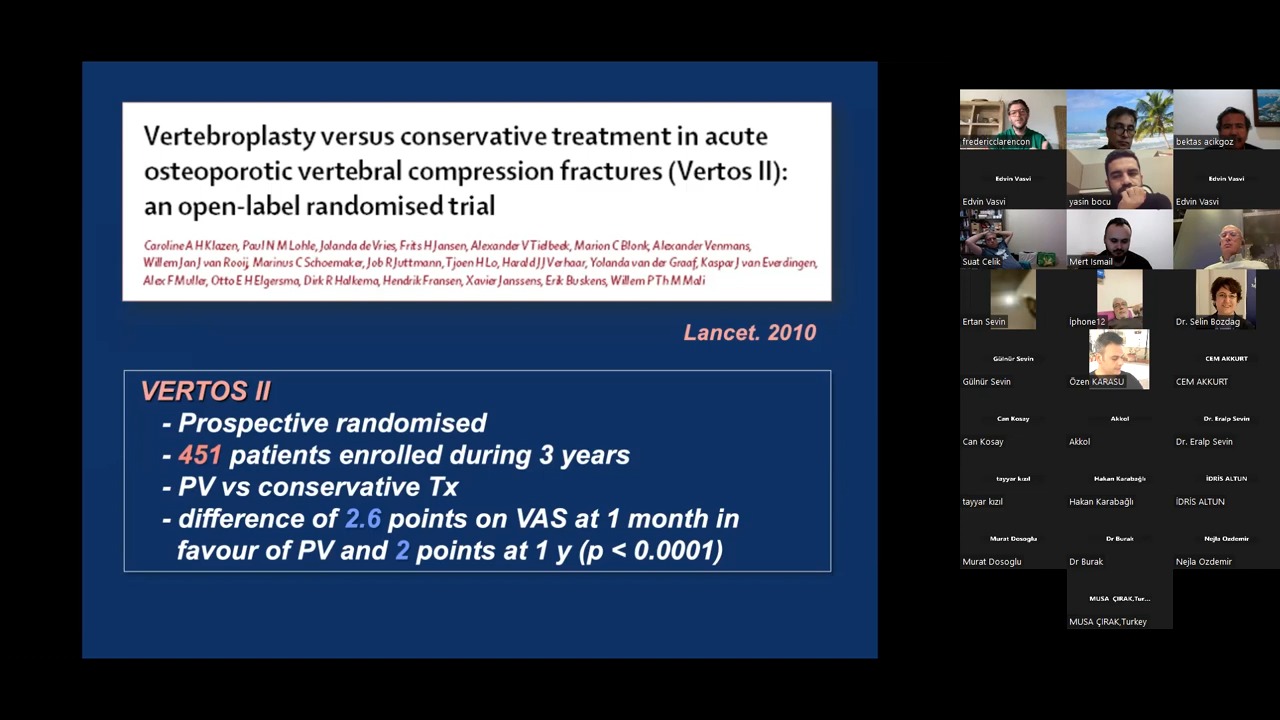 Vertebroplasty versus conservative treatment in acute
osteoporotic vertebral compression fractures (Vertos II):
an open-label randomised trial
Caroline A H Klazen, Paul N M Lohle, Jolanda de Vries, Frits H Jansen, Alexander V Tielbeek, Marion C Blonk, Alexander Venmans,
Willem Jan J van Rooij, Marinus C Schoemaker, Job R Juttmann, Tjoen H Lo, Harald J J Verhaar, Yolanda van der Graaf, Kaspar J van Everdingen,
Alex F Muller, Otto E H Elgersma, Dirk R Halkema, Hendrik Fransen, Xavier Janssens, Erik Buskens, Willem P Th M Mali
Lancet. 2010
VERTOS II
- Prospective randomised
- 451 patients enrolled during 3 years
- PV vs conservative Tx
- difference of 2.6 points on VAS at 1 month in
favour of PV and 2 points at 1 y (p < 0.0001)
fredericclarencon
bektas acikgoz
Edvin Vasvi
Edvin Vasvi
Edvin Vasvi
yasin bocu
Edvin Vasvi
Suat Celik
Mert Ismail
Ertan Sevin
İphone12
Dr. Selin Bozdag
Gülnür Sevin
CEM AKKURT
Gülnür Sevin
Özen KARASU
CEM AKKURT
Can Kosay
Akkol
Dr. Eralp Sevin
Can Kosay
Akkol
Dr. Eralp Sevin
tayyar kızıl
Hakan Karabağlı
İDRİS ALTUN
tayyar kızıl
Hakan Karabağlı
İDRİS ALTUN
Murat Dosoglu
Dr Burak
Nejla Ozdemir
Murat Dosoglu
Dr Burak
Nejla Ozdemir
MUSA ÇIRAK,Tur...
MUSA ÇIRAK,Turkey